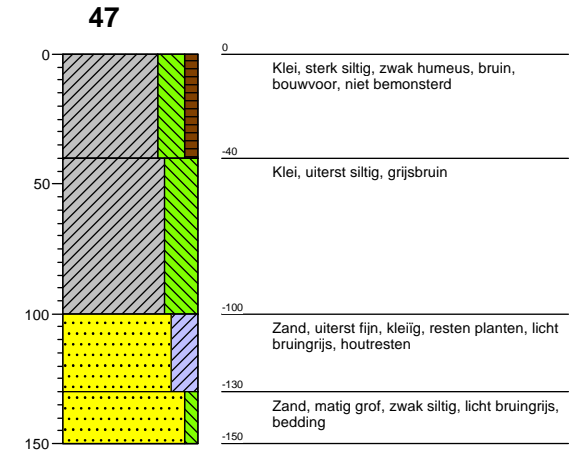 47
0
0
Klei, sterk siltig, zwak humeus, bruin,
bouwvoor, niet bemonsterd
-40
Klei, uiterst siltig, grijsbruin
50
100
-100
Zand, uiterst fijn, kleiïg, resten planten, licht
bruingrijs, houtresten
-130
Zand, matig grof, zwak siltig, licht bruingrijs,
bedding
150
-150